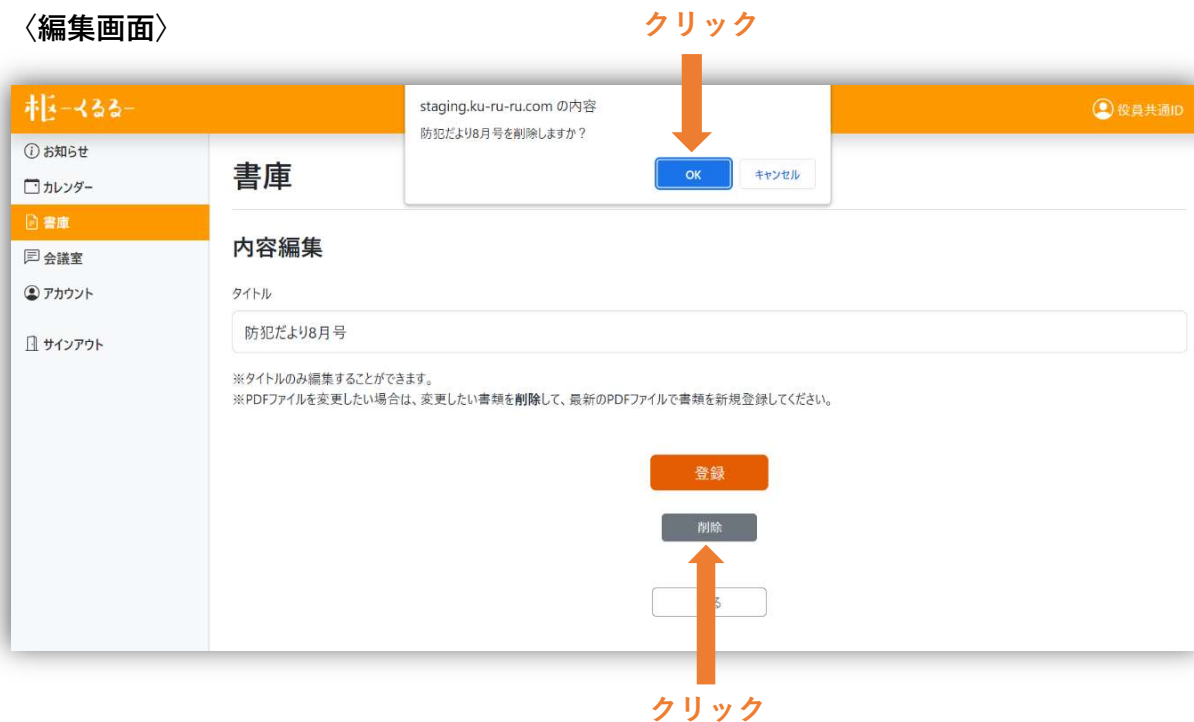 〈編集画面〉
クリック
staging.ku-ru-ru.com の内容
防犯だより8月号を削除しますか？
OK
キャンセル
-くるる-
役員共通ID
お知らせ
カレンダー
書庫
会議室
アカウント
サインアウト
書庫
内容編集
タイトル
防犯だより8月号
※タイトルのみ編集することができます。
※PDFファイルを変更したい場合は、変更したい書類を削除して、最新のPDFファイルで書類を新規登録してください。
登録
削除
る
クリック